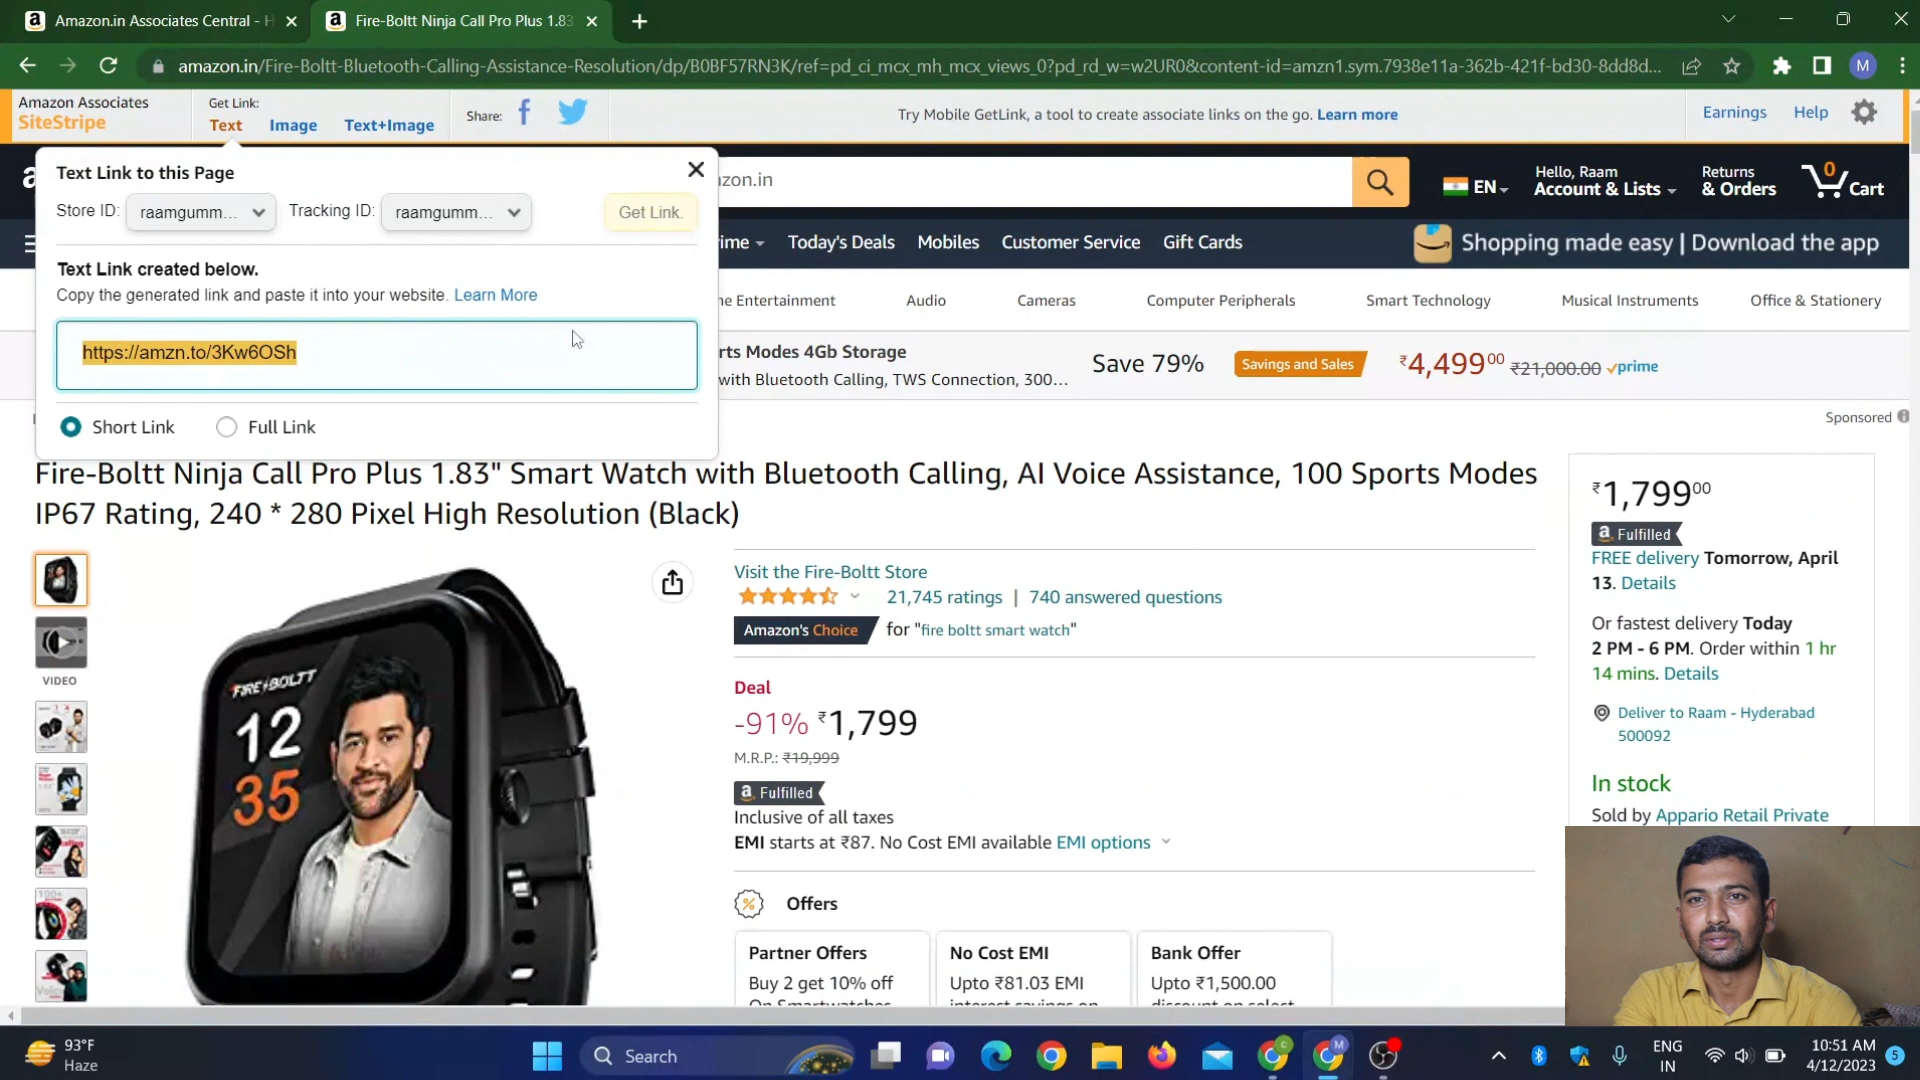 Amazon.in Associates Central - H
Fire-Boltt Ninja Call Pro Plus 1.83
amazon.in/Fire-Boltt-Bluetooth-Calling-Assistance-Resolution/dp/B0BF57RN3K/ref=pd_ci_mcx_mh_mcx_views_0?pd_rd_w=w2UR0&content-id=amzn1.sym.7938e11a-362b-421f-bd30-8dd8d...
M
Amazon Associates
SiteStripe
Get Link:
Text Image Text+Image
Share:
Try Mobile GetLink, a tool to create associate links on the go. Learn more
Earnings Help
Text Link to this Page
Store ID: raamgumm... Tracking ID: raamgumm... Get Link.
Text Link created below.
Copy the generated link and paste it into your website. Learn More
https://amzn.to/3Kw6OSh
Short Link Full Link
zon.in
EN
Hello, Raam
Account & Lists
Returns
& Orders
0
Cart
ime Today's Deals Mobiles Customer Service Gift Cards
Shopping made easy | Download the app
ne Entertainment Audio Cameras Computer Peripherals Smart Technology Musical Instruments Office & Stationery
rts Modes 4Gb Storage
with Bluetooth Calling, TWS Connection, 300...
Save 79%
Savings and Sales
₹4,499.00 ₹21,000.00 prime
Sponsored
Fire-Boltt Ninja Call Pro Plus 1.83" Smart Watch with Bluetooth Calling, AI Voice Assistance, 100 Sports Modes
IP67 Rating, 240 * 280 Pixel High Resolution (Black)
VIDEO
FIRE-BOLTT
12
35
Visit the Fire-Boltt Store
21,745 ratings | 740 answered questions
Amazon's Choice for "fire boltt smart watch"
Deal
-91% ₹1,799
M.R.P.: ₹19,999
Fulfilled
Inclusive of all taxes
EMI starts at ₹87. No Cost EMI available EMI options
Offers
Partner Offers
Buy 2 get 10% off
On Smartwatches
No Cost EMI
Upto ₹81.03 EMI
interest savings on
Bank Offer
Upto ₹1,500.00
discount on select
₹1,799.00
Fulfilled
FREE delivery Tomorrow, April
13. Details
Or fastest delivery Today
2 PM - 6 PM. Order within 1 hr
14 mins. Details
Deliver to Raam - Hyderabad
500092
In stock
Sold by Appario Retail Private
93°F
Haze
Search
ENG
IN
10:51 AM
4/12/2023
5